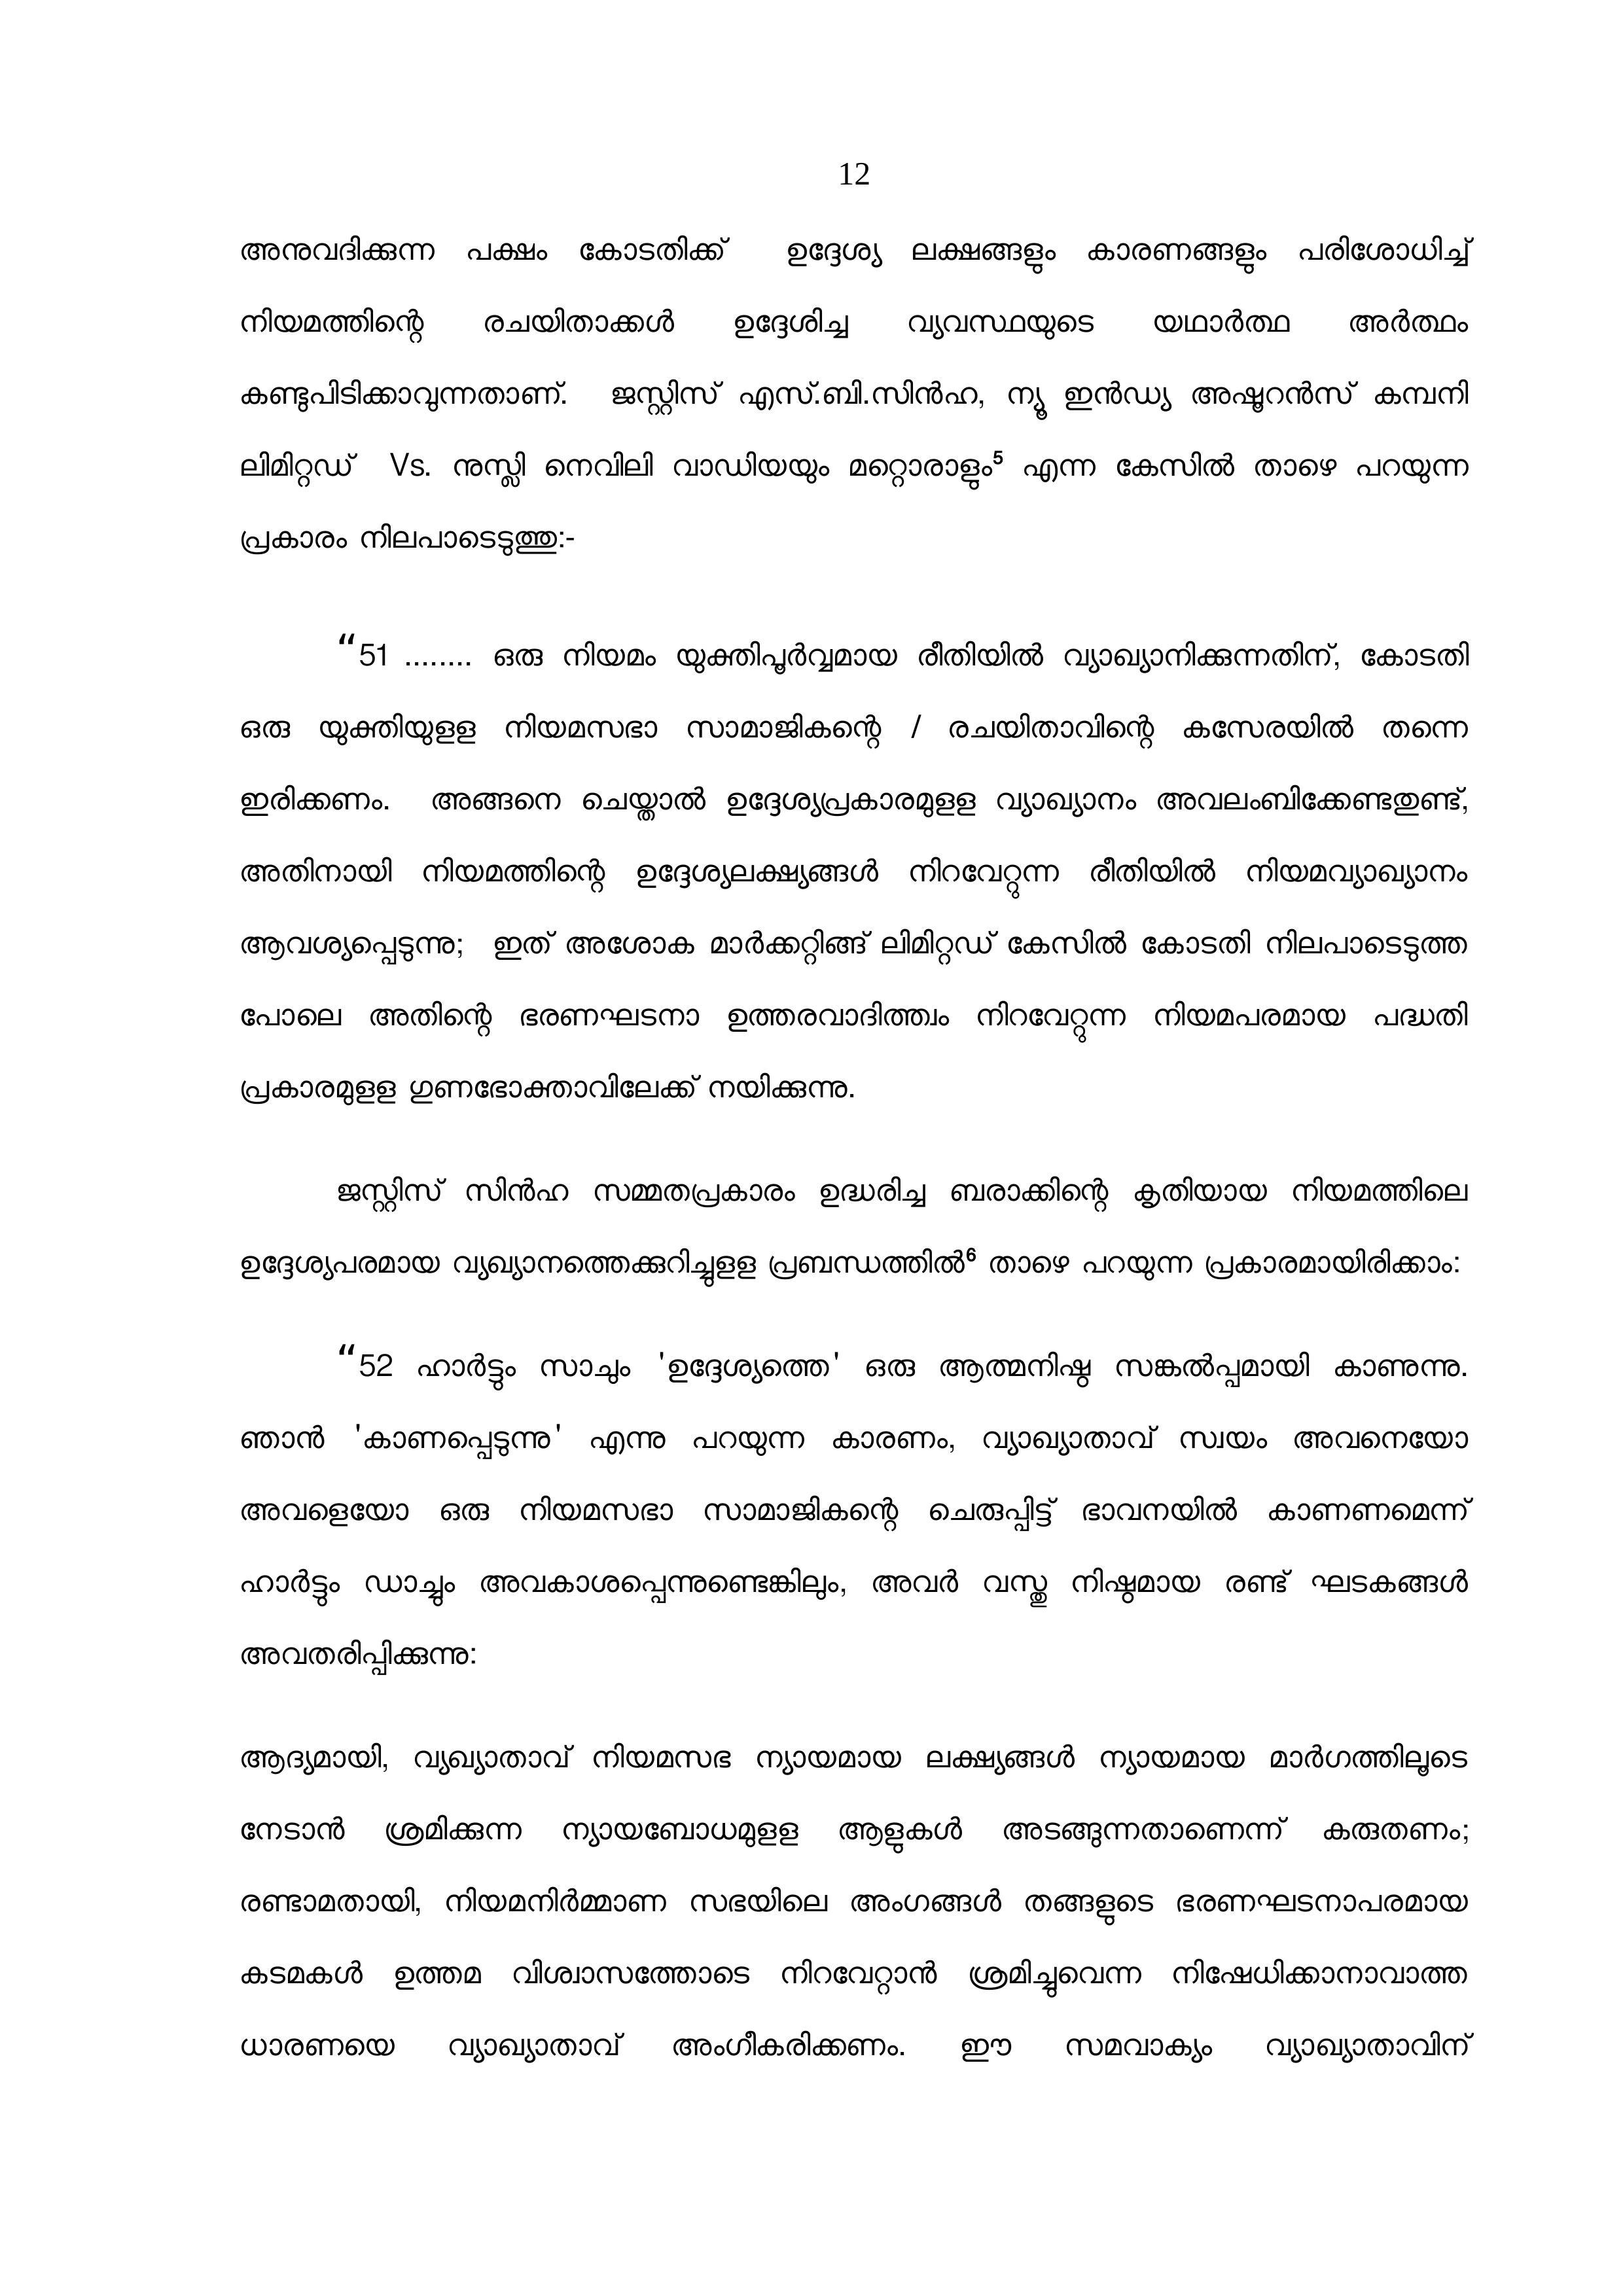 12
അനുവദിക്കുന്ന പക്ഷം കോടതിക്ക് ഉദ്ദേശ്യ ലക്ഷങ്ങളും കാരണങ്ങളും പരിശോധിച്ച്
നിയമത്തിന്റെ രചയിതാക്കൾ ഉദ്ദേശിച്ച വ്യവസ്ഥയുടെ യഥാർത്ഥ അർത്ഥം
കണ്ടുപിടിക്കാവുന്നതാണ്. ജസ്റ്റിസ് എസ്.ബി.സിൻഹ, ന്യൂ ഇൻഡ്യ അഷൂറൻസ് കമ്പനി
ലിമിറ്റഡ് Vs. നുസ്ലി നെവിലി വാഡിയയും മറ്റൊരാളും⁵ എന്ന കേസിൽ താഴെ പറയുന്ന
പ്രകാരം നിലപാടെടുത്തു:-
“51 ........ ഒരു നിയമം യുക്തിപൂർവ്വമായ രീതിയിൽ വ്യാഖ്യാനിക്കുന്നതിന്, കോടതി
ഒരു യുക്തിയുളള നിയമസഭാ സാമാജികന്റെ / രചയിതാവിന്റെ കസേരയിൽ തന്നെ
ഇരിക്കണം. അങ്ങനെ ചെയ്താൽ ഉദ്ദേശ്യപ്രകാരമുളള വ്യാഖ്യാനം അവലംബിക്കേണ്ടതുണ്ട്,
അതിനായി നിയമത്തിന്റെ ഉദ്ദേശ്യലക്ഷ്യങ്ങൾ നിറവേറ്റുന്ന രീതിയിൽ നിയമവ്യാഖ്യാനം
ആവശ്യപ്പെടുന്നു; ഇത് അശോക മാർക്കറ്റിങ്ങ് ലിമിറ്റഡ് കേസിൽ കോടതി നിലപാടെടുത്ത
പോലെ അതിന്റെ ഭരണഘടനാ ഉത്തരവാദിത്ത്വം നിറവേറ്റുന്ന നിയമപരമായ പദ്ധതി
പ്രകാരമുളള ഗുണഭോക്താവിലേക്ക് നയിക്കുന്നു.
ജസ്റ്റിസ് സിൻഹ സമ്മതപ്രകാരം ഉദ്ധരിച്ച ബരാക്കിന്റെ കൃതിയായ നിയമത്തിലെ
ഉദ്ദേശ്യപരമായ വ്യഖ്യാനത്തെക്കുറിച്ചുളള പ്രബന്ധത്തിൽ⁶ താഴെ പറയുന്ന പ്രകാരമായിരിക്കാം:
“52 ഹാർട്ടും സാചും 'ഉദ്ദേശ്യത്തെ' ഒരു ആത്മനിഷ്ഠ സങ്കൽപ്പമായി കാണുന്നു.
ഞാൻ 'കാണപ്പെടുന്നു' എന്നു പറയുന്ന കാരണം, വ്യാഖ്യാതാവ് സ്വയം അവനെയോ
അവളെയോ ഒരു നിയമസഭാ സാമാജികന്റെ ചെരുപ്പിട്ട് ഭാവനയിൽ കാണണമെന്ന്
ഹാർട്ടും ഡാച്ചും അവകാശപ്പെന്നുണ്ടെങ്കിലും, അവർ വസ്തു നിഷ്ഠമായ രണ്ട് ഘടകങ്ങൾ
അവതരിപ്പിക്കുന്നു:
ആദ്യമായി, വ്യഖ്യാതാവ് നിയമസഭ ന്യായമായ ലക്ഷ്യങ്ങൾ ന്യായമായ മാർഗത്തിലൂടെ
നേടാൻ ശ്രമിക്കുന്ന ന്യായബോധമുളള ആളുകൾ അടങ്ങുന്നതാണെന്ന് കരുതണം;
രണ്ടാമതായി, നിയമനിർമ്മാണ സഭയിലെ അംഗങ്ങൾ തങ്ങളുടെ ഭരണഘടനാപരമായ
കടമകൾ ഉത്തമ വിശ്വാസത്തോടെ നിറവേറ്റാൻ ശ്രമിച്ചുവെന്ന നിഷേധിക്കാനാവാത്ത
ധാരണയെ വ്യാഖ്യാതാവ് അംഗീകരിക്കണം. ഈ സമവാക്യം വ്യാഖ്യാതാവിന്